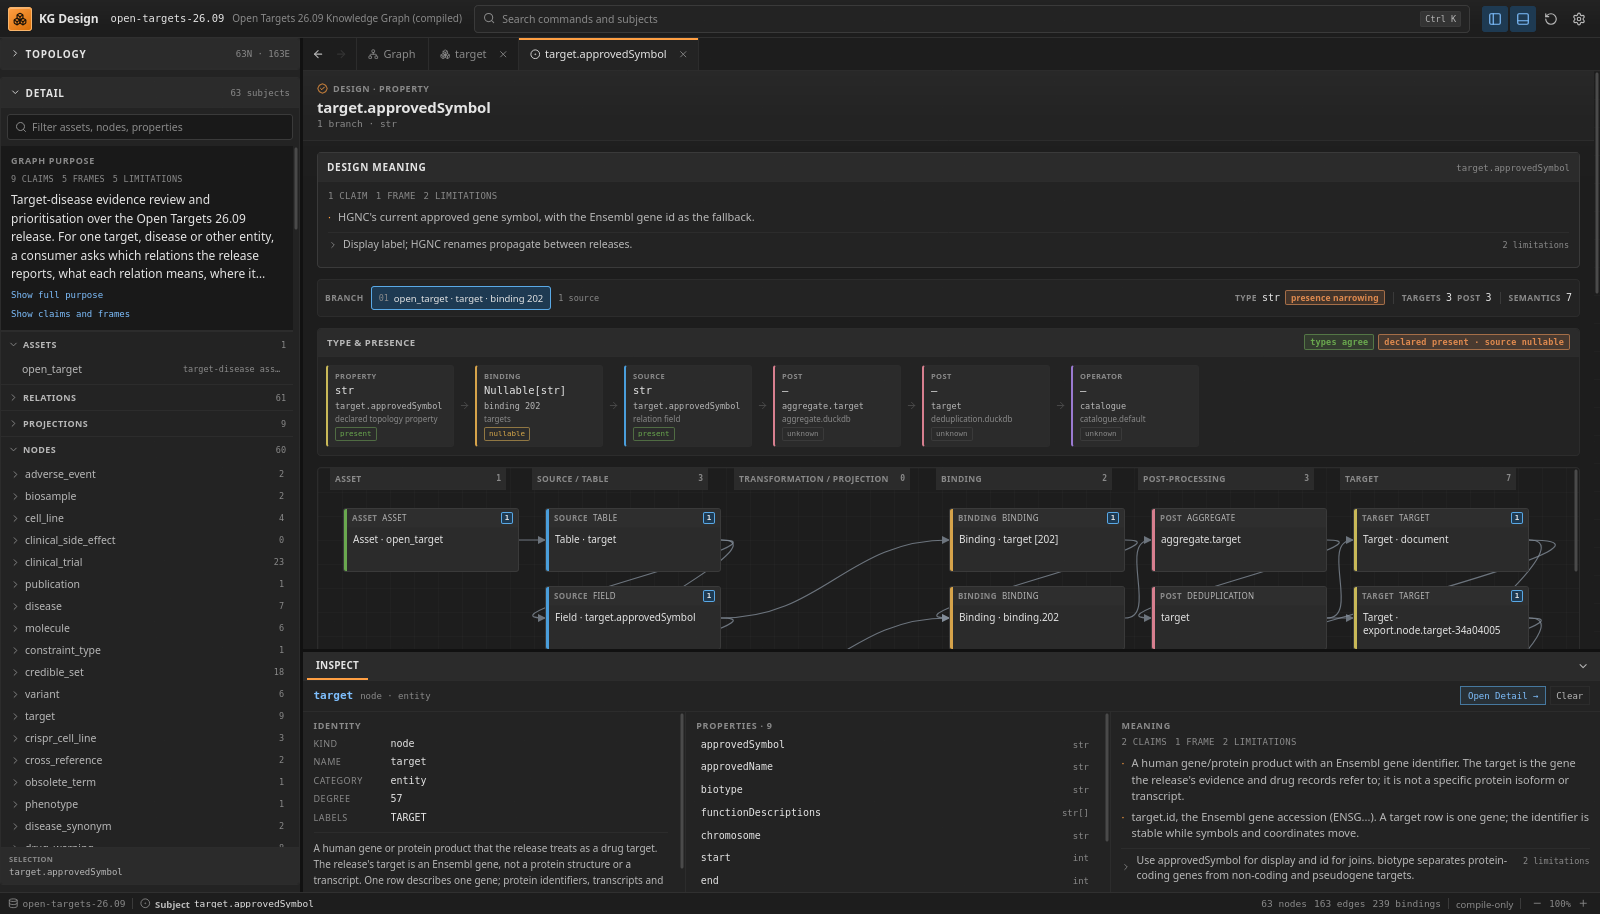 KG Design open-targets-26.09 Open Targets 26.09 Knowledge Graph (compiled)
Search commands and subjects
Ctrl K
TOPOLOGY 63N · 163E
DETAIL 63 subjects
Filter assets, nodes, properties
GRAPH PURPOSE
9 CLAIMS 5 FRAMES 5 LIMITATIONS
Target-disease evidence review and
prioritisation over the Open Targets 26.09
release. For one target, disease or other entity,
a consumer asks which relations the release
reports, what each relation means, where it…
Show full purpose
Show claims and frames
ASSETS 1
open_target target-disease ass…
RELATIONS 61
PROJECTIONS 9
NODES 60
adverse_event 2
biosample 2
cell_line 4
clinical_side_effect 0
clinical_trial 23
publication 1
disease 7
molecule 6
constraint_type 1
credible_set 18
variant 6
target 9
crispr_cell_line 3
cross_reference 2
obsolete_term 1
phenotype 1
disease_synonym 2
SELECTION
target.approvedSymbol
Graph
target
target.approvedSymbol
DESIGN · PROPERTY
target.approvedSymbol
1 branch · str
DESIGN MEANING target.approvedSymbol
1 CLAIM 1 FRAME 2 LIMITATIONS
· HGNC's current approved gene symbol, with the Ensembl gene id as the fallback.
Display label; HGNC renames propagate between releases. 2 limitations
BRANCH 01 open_target · target · binding 202 1 source
TYPE str presence narrowing TARGETS 3 POST 3 SEMANTICS 7
TYPE & PRESENCE types agree declared present · source nullable
PROPERTY
str
target.approvedSymbol
declared topology property
present
BINDING
Nullable[str]
binding 202
targets
nullable
SOURCE
str
target.approvedSymbol
relation field
present
POST
—
aggregate.target
aggregate.duckdb
unknown
POST
—
target
deduplication.duckdb
unknown
OPERATOR
—
catalogue
catalogue.default
unknown
ASSET 1
SOURCE / TABLE 3
TRANSFORMATION / PROJECTION 0
BINDING 2
POST-PROCESSING 3
TARGET 7
ASSET ASSET 1
Asset · open_target
SOURCE TABLE 1
Table · target
BINDING BINDING 1
Binding · target [202]
POST AGGREGATE
aggregate.target
TARGET TARGET 1
Target · document
SOURCE FIELD 1
Field · target.approvedSymbol
BINDING BINDING
Binding · binding.202
POST DEDUPLICATION
target
TARGET TARGET 1
Target ·
export.node.target-34a04005
INSPECT
target node · entity
Open Detail → Clear
IDENTITY
KIND node
NAME target
CATEGORY entity
DEGREE 57
LABELS TARGET
A human gene or protein product that the release treats as a drug target.
The release's target is an Ensembl gene, not a protein structure or a
transcript. One row describes one gene; protein identifiers, transcripts and
PROPERTIES · 9
approvedSymbol str
approvedName str
biotype str
functionDescriptions str[]
chromosome str
start int
end int
MEANING
2 CLAIMS 1 FRAME 2 LIMITATIONS
· A human gene/protein product with an Ensembl gene identifier. The target is the gene
the release's evidence and drug records refer to; it is not a specific protein isoform or
transcript.
· target.id, the Ensembl gene accession (ENSG…). A target row is one gene; the identifier is
stable while symbols and coordinates move.
Use approvedSymbol for display and id for joins. biotype separates protein-
coding genes from non-coding and pseudogene targets.
2 limitations
open-targets-26.09 Subject target.approvedSymbol
63 nodes 163 edges 239 bindings compile-only − 100% +